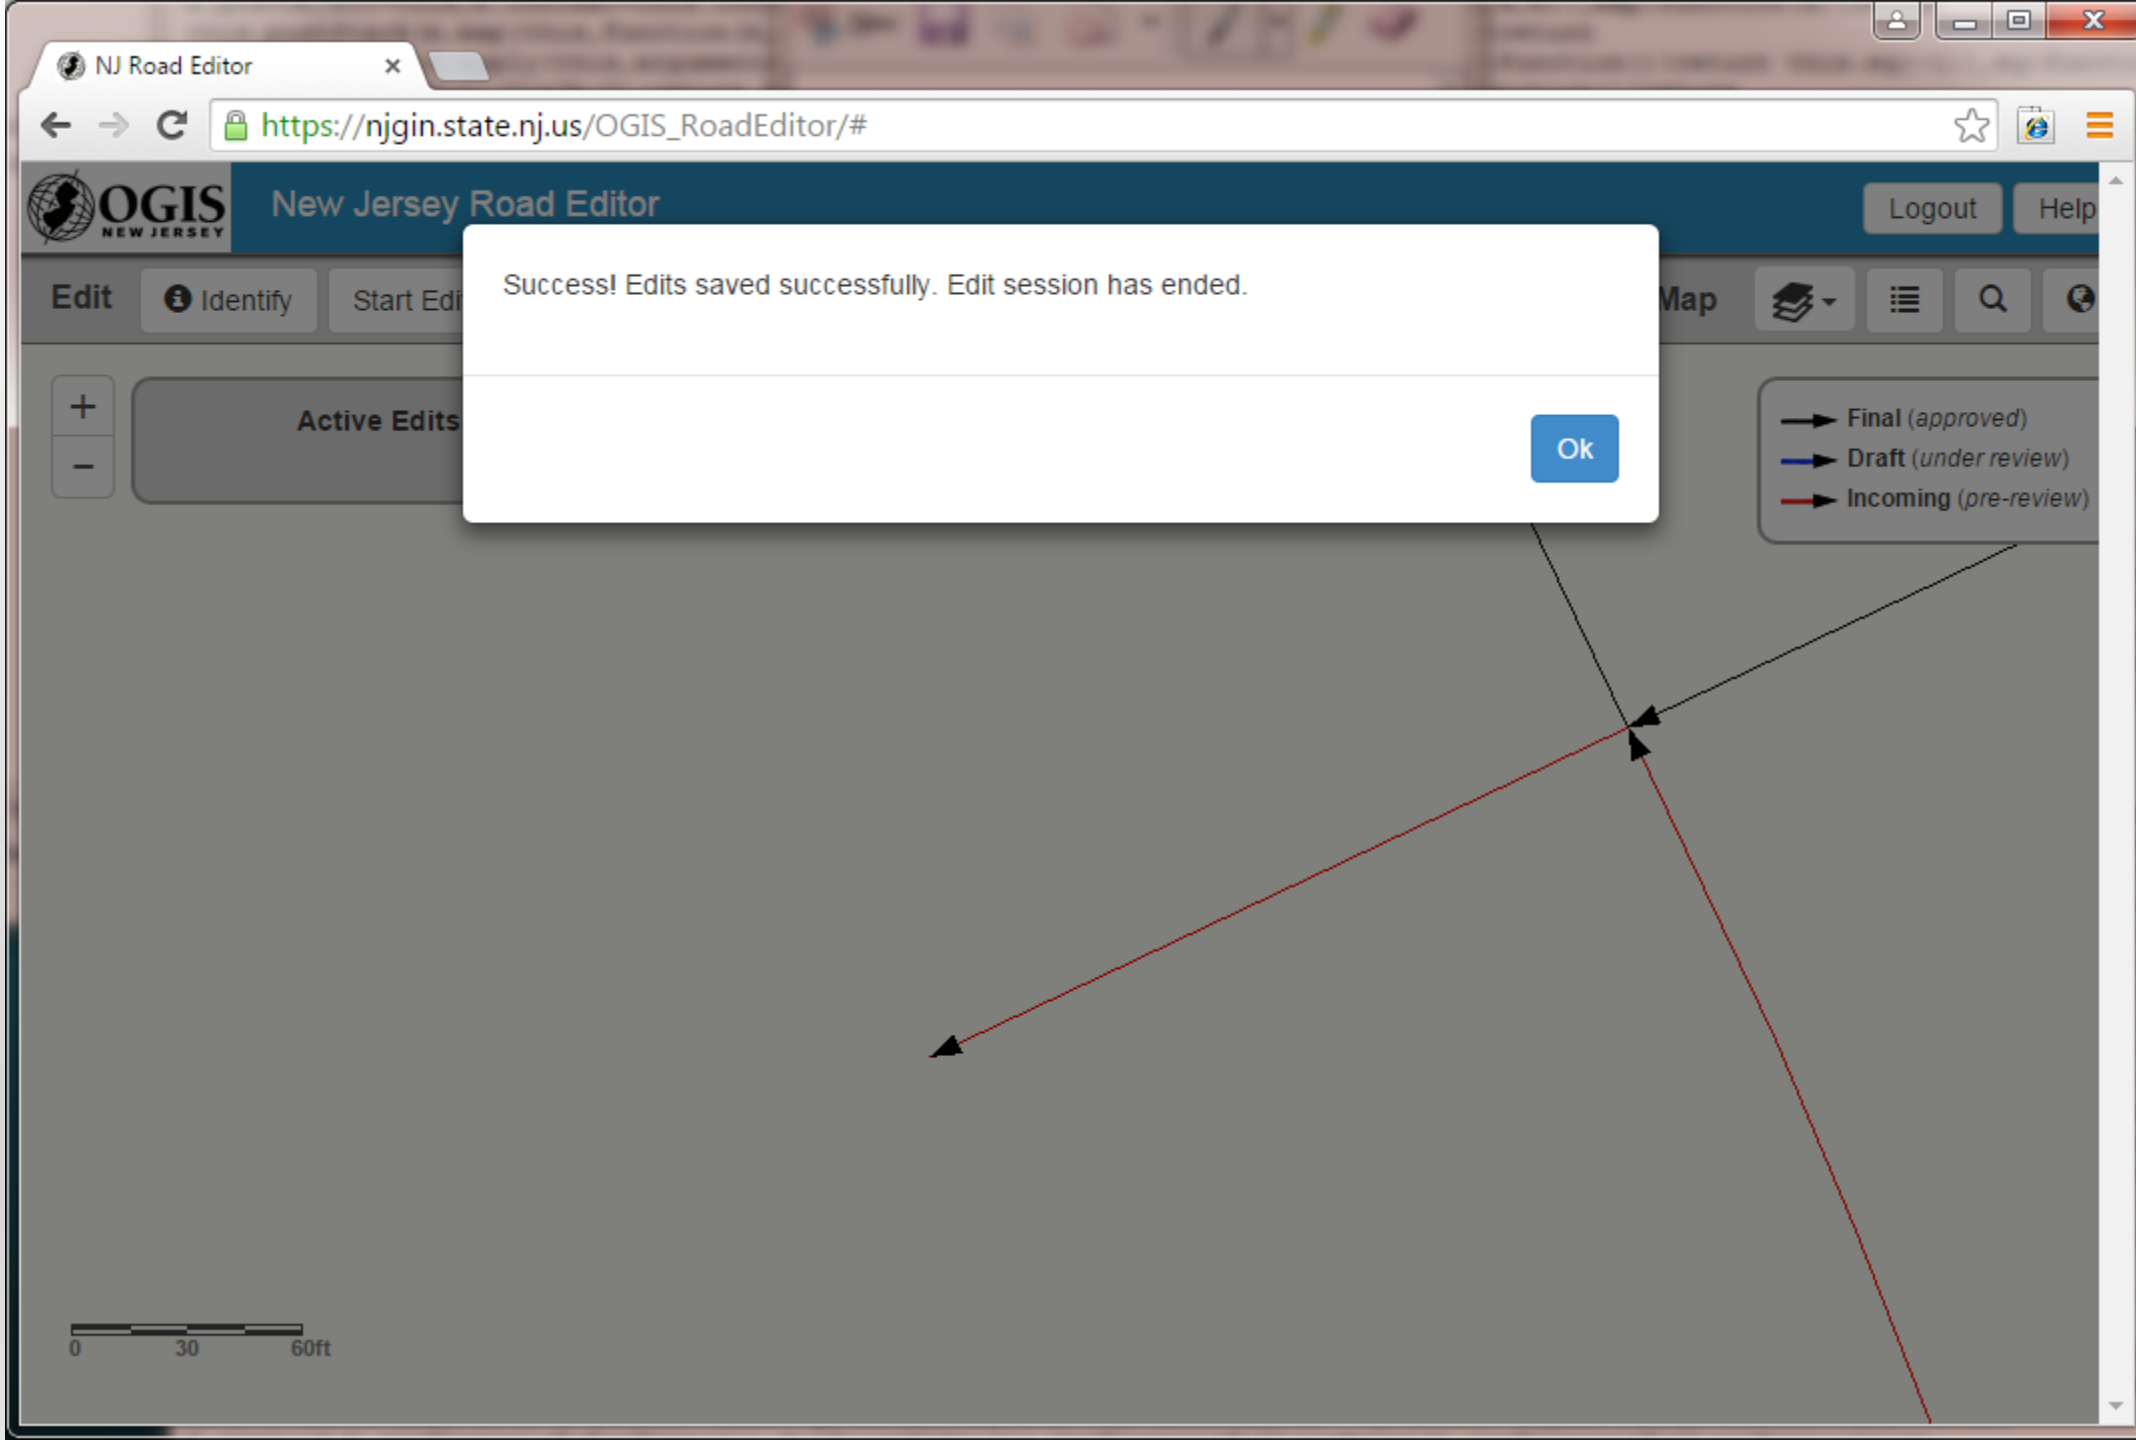 NJ Road Editor
https://njgin.state.nj.us/OGIS_RoadEditor/#
OGIS
NEW JERSEY
New Jersey Road Editor
Logout
Help
Success! Edits saved successfully. Edit session has ended.
Ok
Edit
Identify
Start Edi
Map
Active Edits
Final (approved)
Draft (under review)
Incoming (pre-review)
0 30 60ft